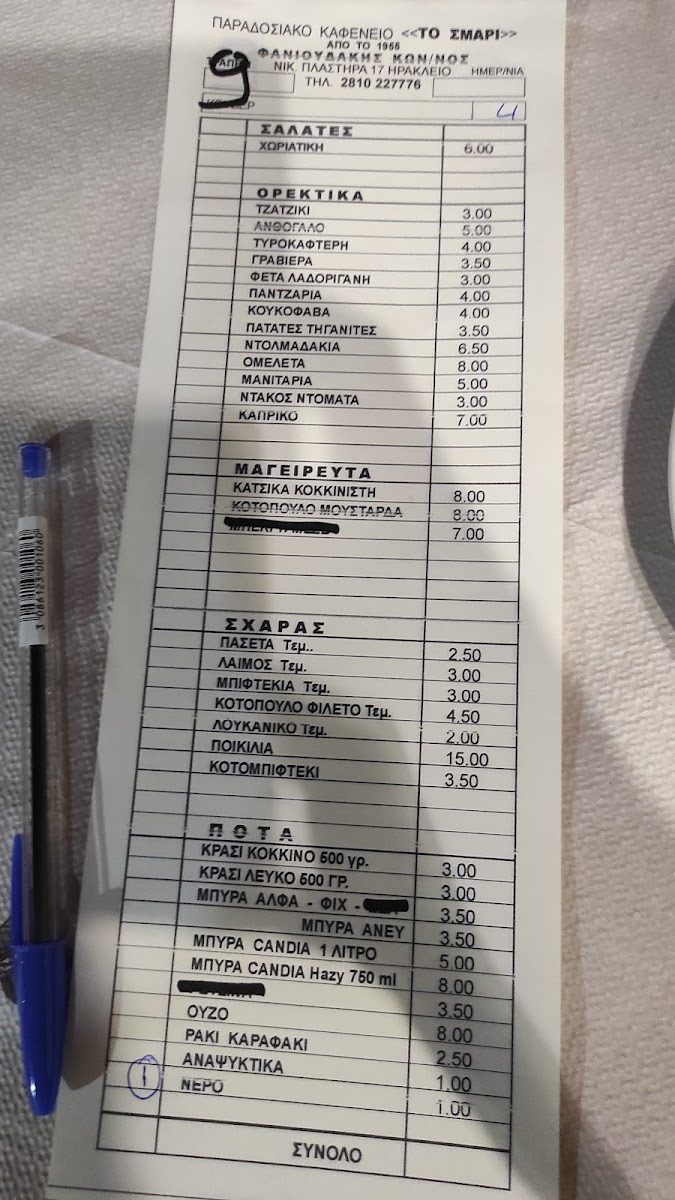 ΠΑΡΑΔΟΣΙΑΚΟ ΚΑΦΕΝΕΙΟ <<ΤΟ ΣΜΑΡΙ>>
ΑΠΟ ΤΟ 1955
ΦΑΝΙΟΥΔΑΚΗΣ ΚΩΝ/ΝΟΣ
ΝΙΚ. ΠΛΑΣΤΗΡΑ 17 ΗΡΑΚΛΕΙΟ ΗΜΕΡ/ΝΙΑ
9 ΤΗΛ. 2810 227776
4
ΣΑΛΑΤΕΣ
ΧΩΡΙΑΤΙΚΗ 6.00
ΟΡΕΚΤΙΚΑ
ΤΖΑΤΖΙΚΙ 3.00
ΑΝΘΟΓΑΛΟ 5.00
ΤΥΡΟΚΑΦΤΕΡΗ 4.00
ΓΡΑΒΙΕΡΑ 3.50
ΦΕΤΑ ΛΑΔΟΡΙΓΑΝΗ 3.00
ΠΑΝΤΖΑΡΙΑ 4.00
ΚΟΥΚΟΦΑΒΑ 4.00
ΠΑΤΑΤΕΣ ΤΗΓΑΝΙΤΕΣ 3.50
ΝΤΟΛΜΑΔΑΚΙΑ 6.50
ΟΜΕΛΕΤΑ 8.00
ΜΑΝΙΤΑΡΙΑ 5.00
ΝΤΑΚΟΣ ΝΤΟΜΑΤΑ 3.00
ΚΑΠΡΙΚΟ 7.00
ΜΑΓΕΙΡΕΥΤΑ
ΚΑΤΣΙΚΑ ΚΟΚΚΙΝΙΣΤΗ 8.00
ΚΟΤΟΠΟΥΛΟ ΜΟΥΣΤΑΡΔΑ 8.00
7.00
ΣΧΑΡΑΣ
ΠΑΣΕΤΑ Τεμ.. 2.50
ΛΑΙΜΟΣ Τεμ. 3.00
ΜΠΙΦΤΕΚΙΑ Τεμ. 3.00
ΚΟΤΟΠΟΥΛΟ ΦΙΛΕΤΟ Τεμ. 4.50
ΛΟΥΚΑΝΙΚΟ Τεμ. 2.00
ΠΟΙΚΙΛΙΑ 15.00
ΚΟΤΟΜΠΙΦΤΕΚΙ 3.50
ΠΟΤΑ
ΚΡΑΣΙ ΚΟΚΚΙΝΟ 500 γρ. 3.00
ΚΡΑΣΙ ΛΕΥΚΟ 500 ΓΡ. 3.00
ΜΠΥΡΑ ΑΛΦΑ - ΦΙΧ - 3.50
ΜΠΥΡΑ ΑΝΕΥ 3.50
ΜΠΥΡΑ CANDIA 1 ΛΙΤΡΟ 5.00
ΜΠΥΡΑ CANDIA Hazy 750 ml 8.00
3.50
ΟΥΖΟ 8.00
ΡΑΚΙ ΚΑΡΑΦΑΚΙ 2.50
ΑΝΑΨΥΚΤΙΚΑ 1.00
1 ΝΕΡΟ 1.00
ΣΥΝΟΛΟ
3 086123 001060